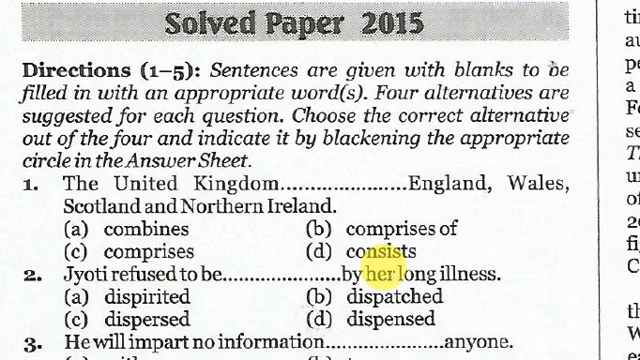 Solved Paper 2015
Directions (1–5): Sentences are given with blanks to be
filled in with an appropriate word(s). Four alternatives are
suggested for each question. Choose the correct alternative
out of the four and indicate it by blackening the appropriate
circle in the Answer Sheet.
1. The United Kingdom......................England, Wales,
Scotland and Northern Ireland.
(a) combines (b) comprises of
(c) comprises (d) consists
2. Jyoti refused to be.....................by her long illness.
(a) dispirited (b) dispatched
(c) dispersed (d) dispensed
3. He will impart no information.....................anyone.